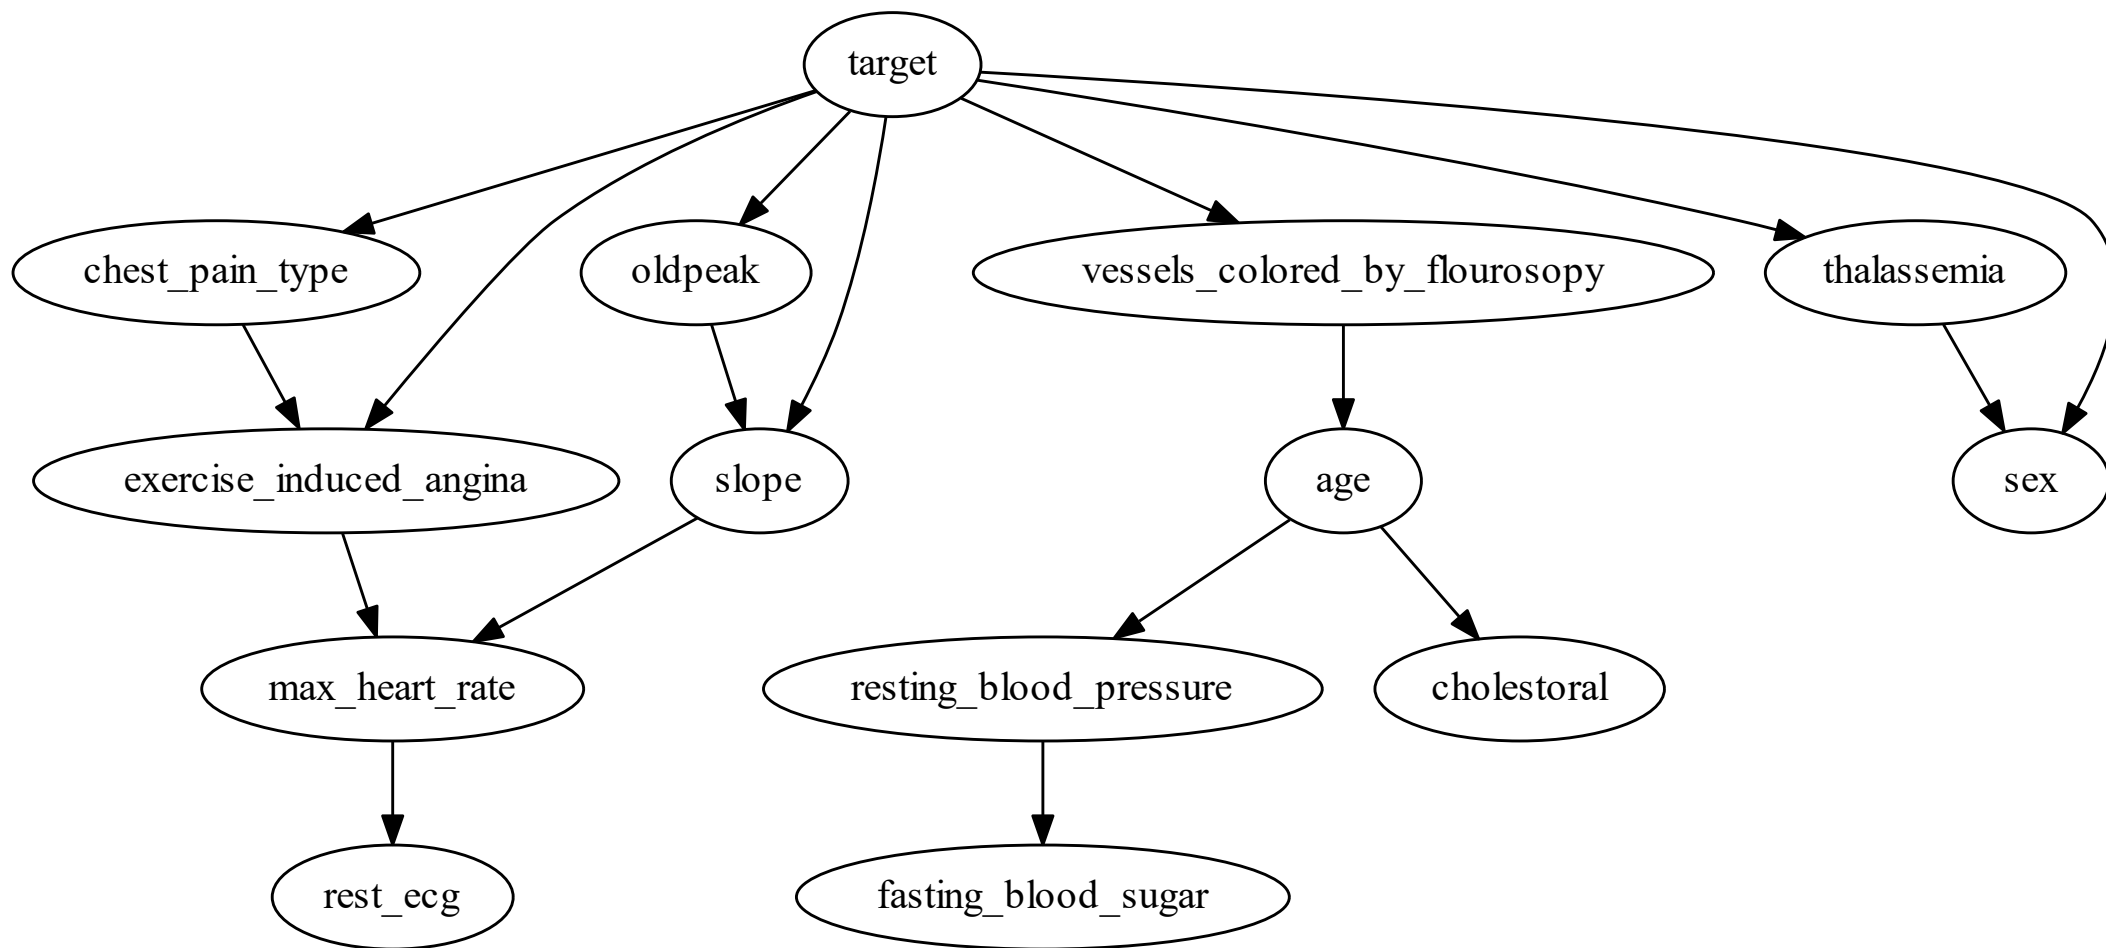 target
chest_pain_type
oldpeak
vessels_colored_by_flourosopy
thalassemia
exercise_induced_angina
slope
age
sex
max_heart_rate
resting_blood_pressure
cholestoral
rest_ecg
fasting_blood_sugar